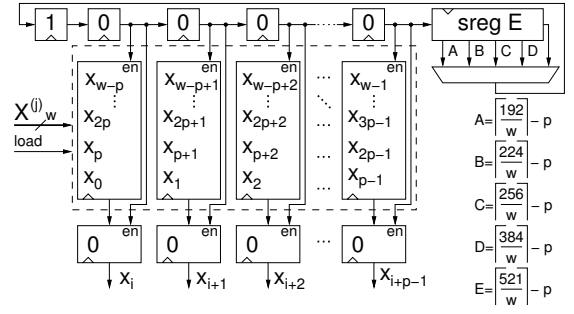 1 0 0 0 sreg E
A B C D
en en en en
X_{w-p} X_{w-p+1} X_{w-p+2} X_{w-1}
⋮ ⋮ ⋮ ⋮
X_{2p} X_{2p+1} X_{2p+2} X_{3p-1}
X_p X_{p+1} X_{p+2} X_{2p-1}
X_0 X_1 X_2 X_{p-1}
X^{(j)} w
load
0 en 0 en 0 en ... 0 en
x_i x_{i+1} x_{i+2} x_{i+p-1}
A=⌈192/w⌉ – p
B=⌈224/w⌉ – p
C=⌈256/w⌉ – p
D=⌈384/w⌉ – p
E=⌈521/w⌉ – p